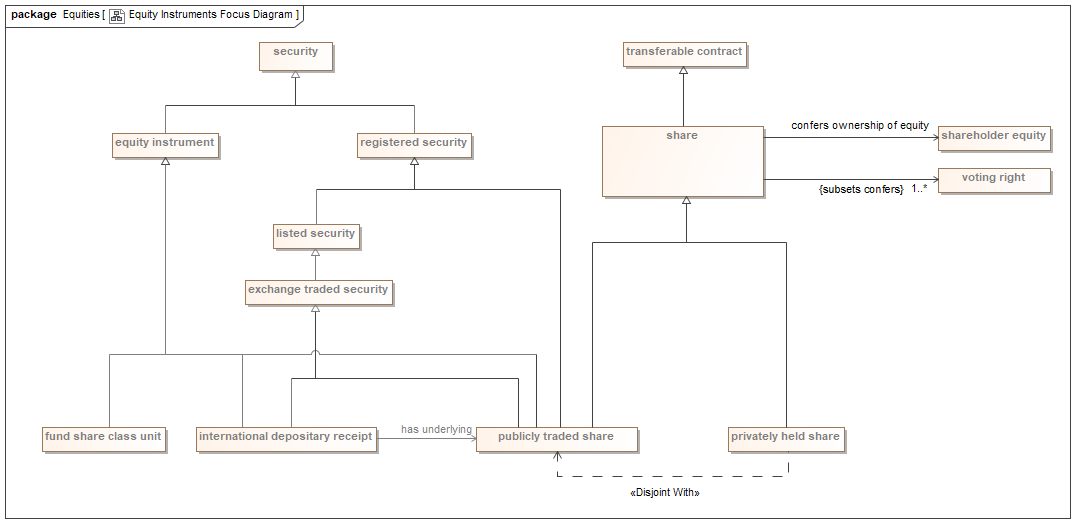 package Equities [ Equity Instruments Focus Diagram ]
security
transferable contract
equity instrument
registered security
share
confers ownership of equity
shareholder equity
voting right
{subsets confers} 1..*
listed security
exchange traded security
fund share class unit
international depositary receipt
has underlying
publicly traded share
privately held share
«Disjoint With»